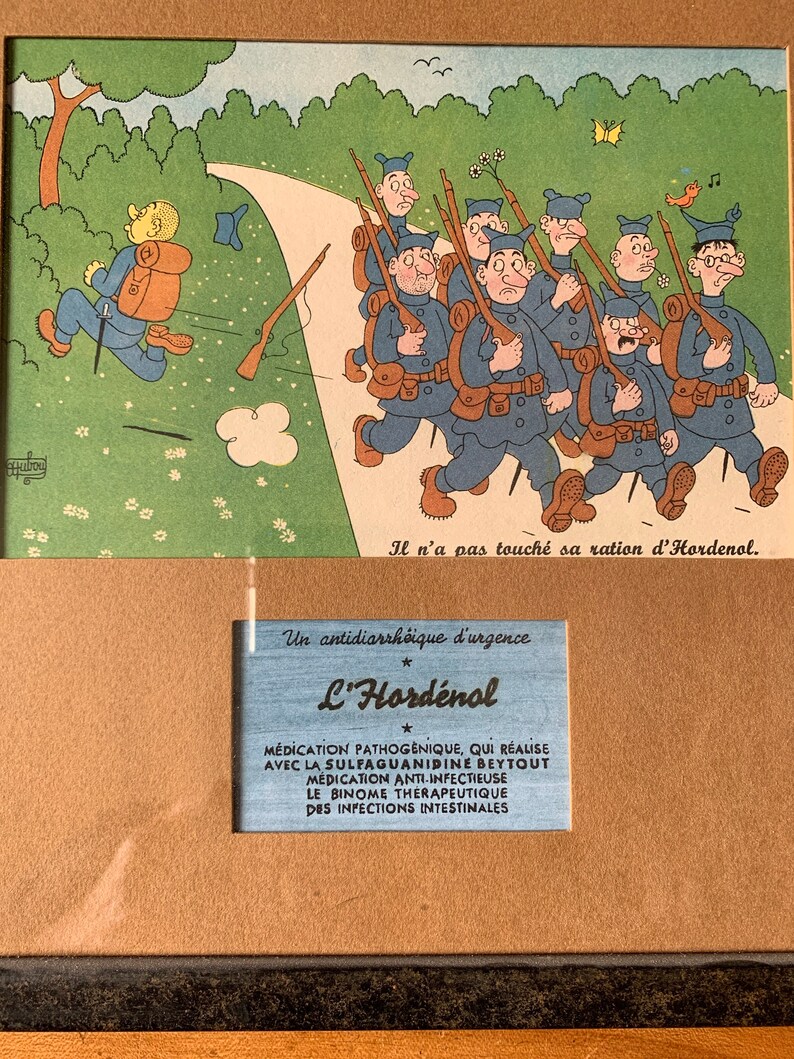 Dubout
Il n'a pas touché sa ration d'Hordenol.
Un antidiarrhéique d'urgence
L'Hordénol
MÉDICATION PATHOGÉNIQUE, QUI RÉALISE
AVEC LA SULFAGUANIDINE BEYTOUT
MÉDICATION ANTI-INFECTIEUSE
LE BINOME THÉRAPEUTIQUE
DES INFECTIONS INTESTINALES